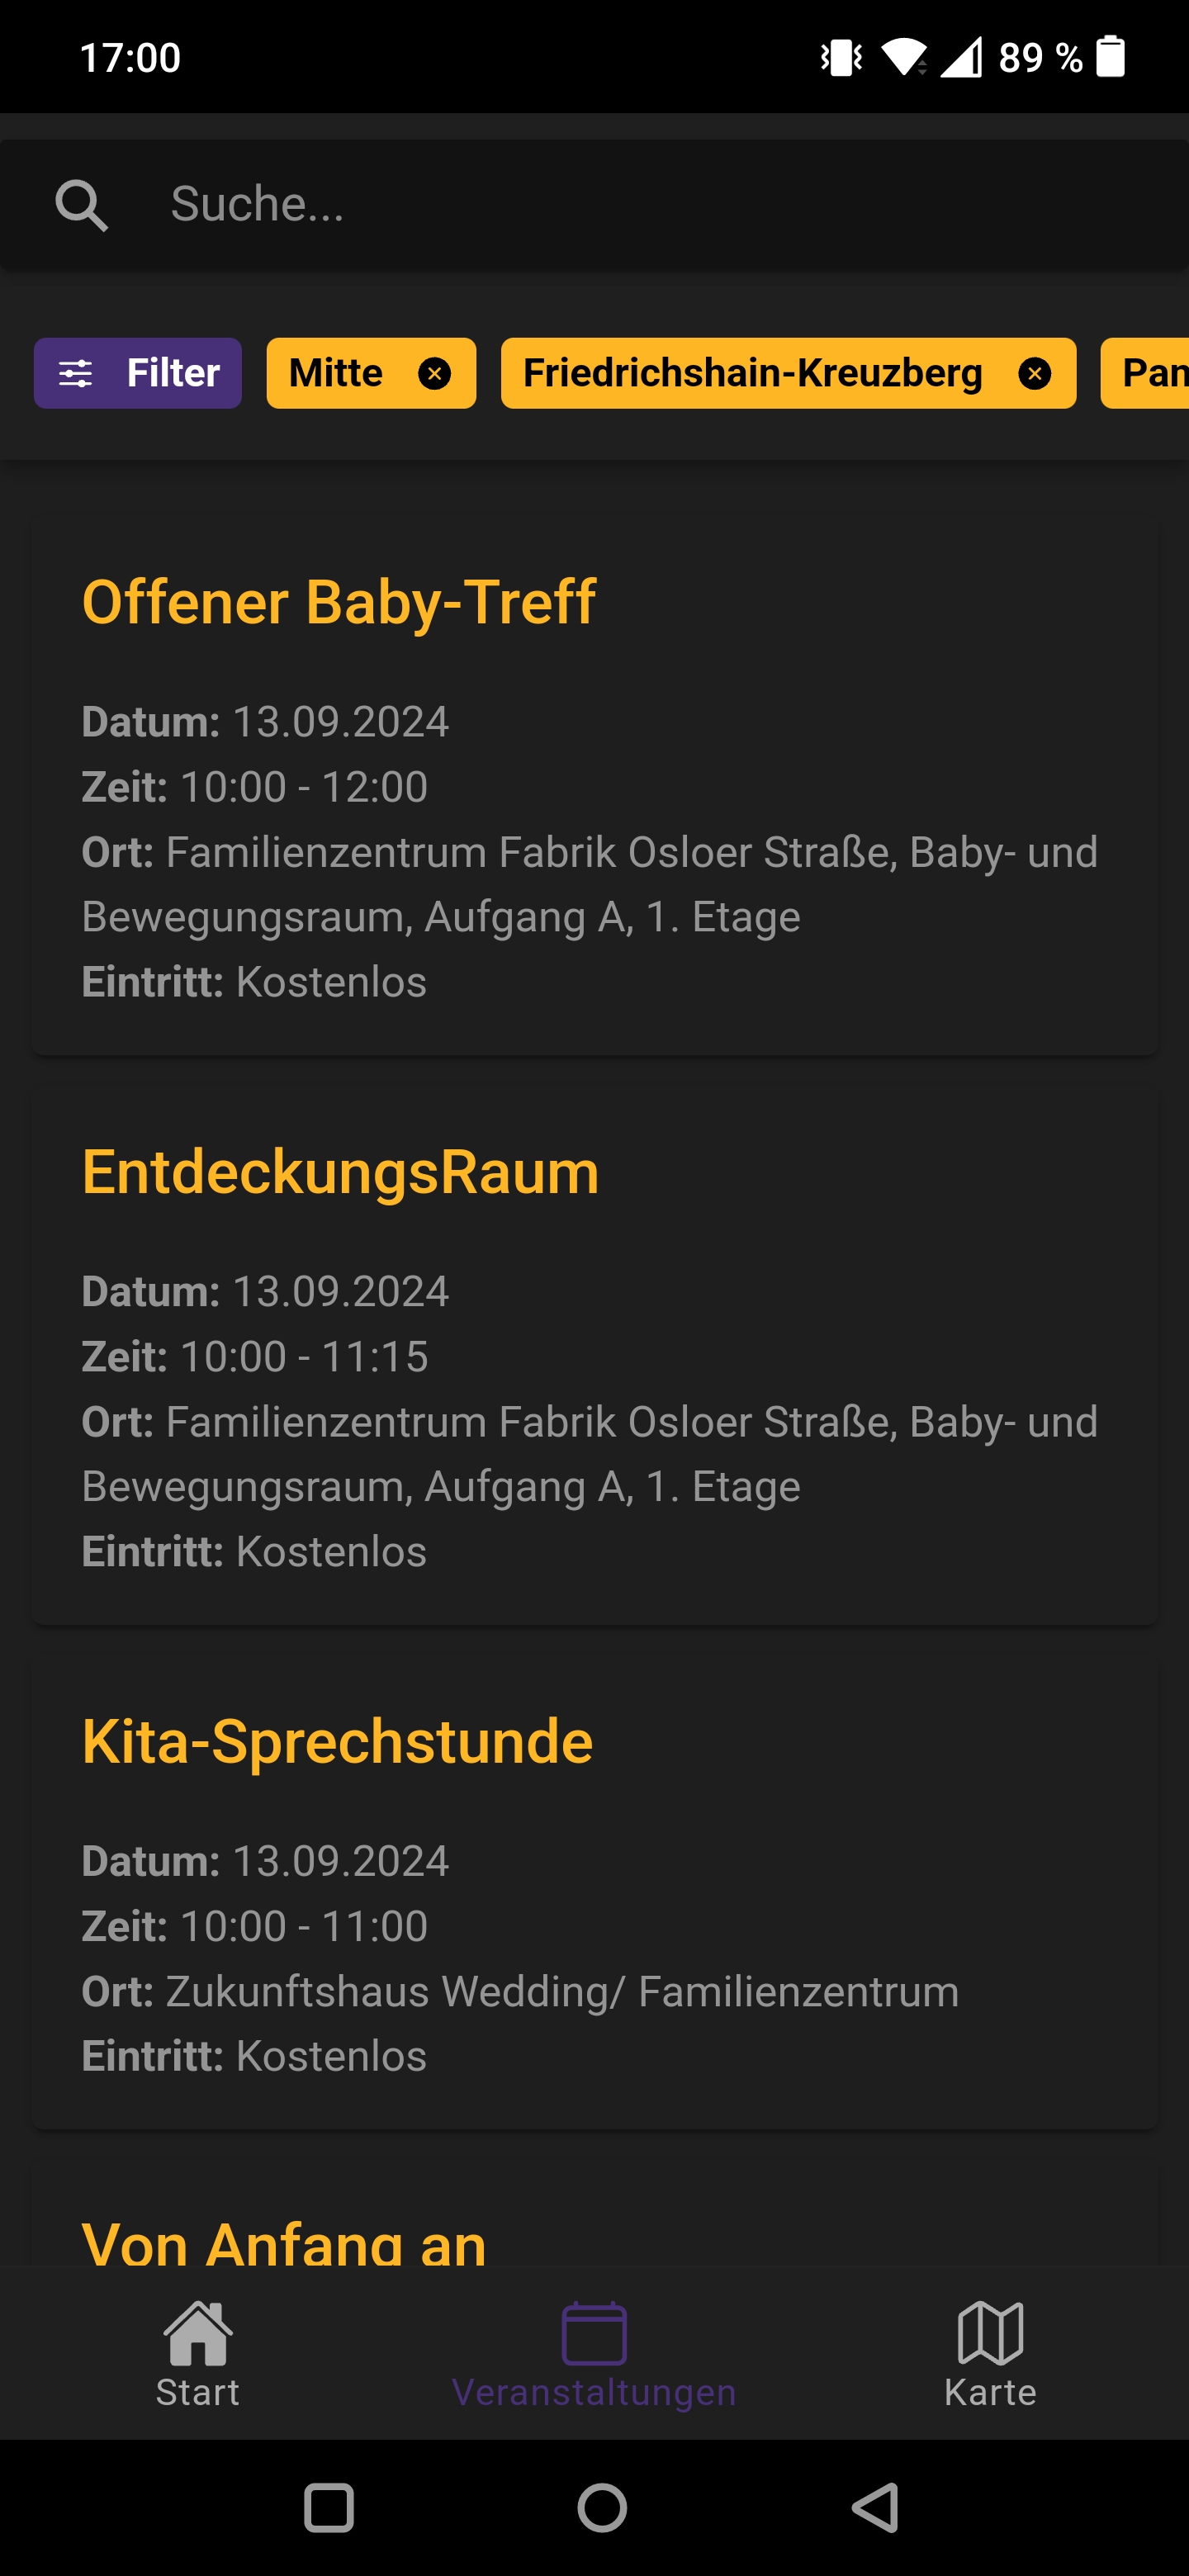 17:00
89 %
Suche...
Filter
Mitte
Friedrichshain-Kreuzberg
Offener Baby-Treff
Datum: 13.09.2024
Zeit: 10:00 - 12:00
Ort: Familienzentrum Fabrik Osloer Straße, Baby- und
Bewegungsraum, Aufgang A, 1. Etage
Eintritt: Kostenlos
EntdeckungsRaum
Datum: 13.09.2024
Zeit: 10:00 - 11:15
Ort: Familienzentrum Fabrik Osloer Straße, Baby- und
Bewegungsraum, Aufgang A, 1. Etage
Eintritt: Kostenlos
Kita-Sprechstunde
Datum: 13.09.2024
Zeit: 10:00 - 11:00
Ort: Zukunftshaus Wedding/ Familienzentrum
Eintritt: Kostenlos
Von Anfang an
Start
Veranstaltungen
Karte